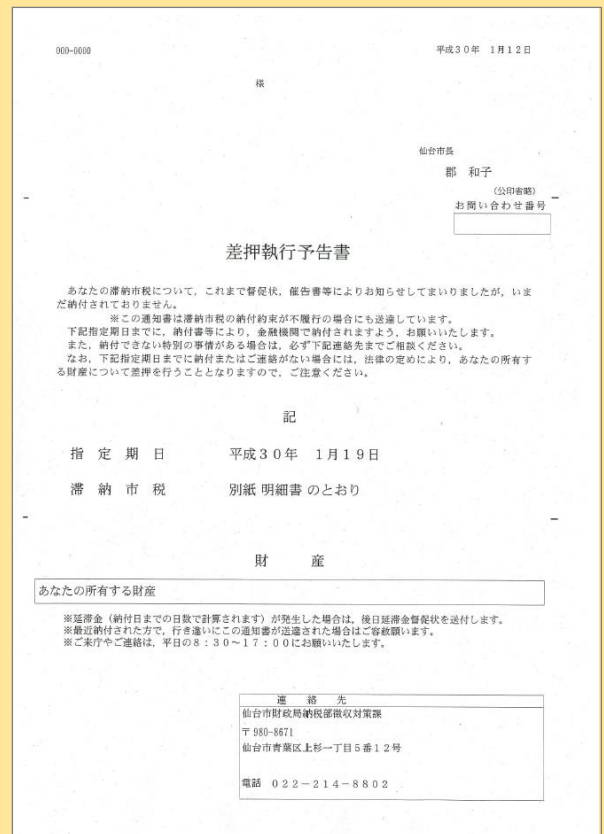 000-0000
平成30年 1月12日
様
仙台市長
郡 和子
(公印省略)
お問い合わせ番号
差押執行予告書
あなたの滞納市税について,これまで督促状,催告書等によりお知らせしてまいりましたが,いま
だ納付されておりません。
※この通知書は滞納市税の納付約束が不履行の場合にも送達しています。
下記指定期日までに,納付書等により,金融機関で納付されますよう,お願いいたします。
また,納付できない特別の事情がある場合は,必ず下記連絡先までご相談ください。
なお,下記指定期日までに納付またはご連絡がない場合には,法律の定めにより,あなたの所有す
る財産について差押を行うこととなりますので,ご注意ください。
記
指定期日 平成30年 1月19日
滞納市税 別紙 明細書 のとおり
財産
あなたの所有する財産
※延滞金(納付日までの日数で計算されます)が発生した場合は,後日延滞金督促状を送付します。
※最近納付された方で,行き違いにこの通知書が送達された場合はご容赦願います。
※ご来庁やご連絡は,平日の8:30~17:00にお願いいたします。
連絡先
仙台市財政局納税部徴収対策課
〒980-8671
仙台市青葉区上杉一丁目5番12号
電話 022-214-8802